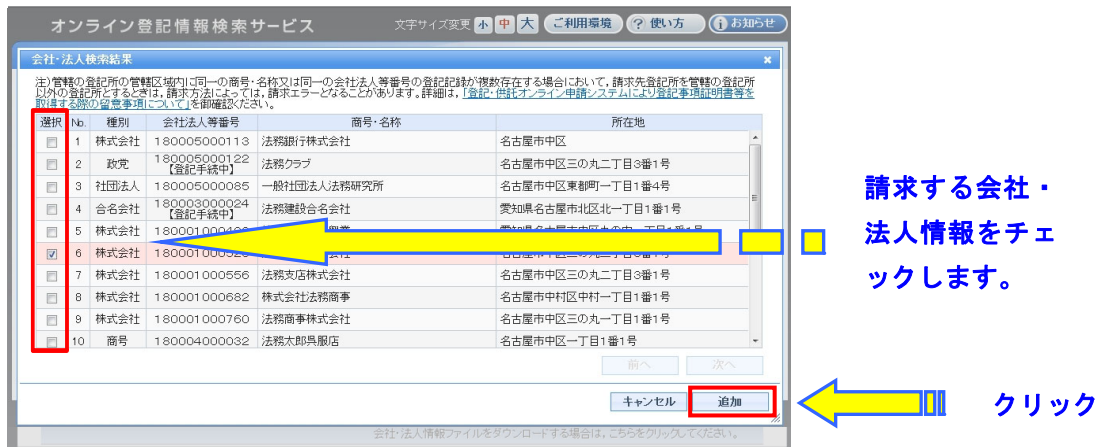 オンライン登記情報検索サービス 文字サイズ変更 小 中 大 ご利用環境 ? 使い方 i お知らせ
会社・法人検索結果 ×
注)管轄の登記所の管轄区域内に同一の商号・名称又は同一の会社法人等番号の登記記録が複数存在する場合において,請求先登記所を管轄の登記所
以外の登記所とするときは,請求方法によっては,請求エラーとなることがあります。詳細は,「登記・供託オンライン申請システムにより登記事項証明書等を
取得する際の留意事項について」を御確認ください。
選択 No. 種別 会社法人等番号 商号・名称 所在地
1 株式会社 180005000113 法務銀行株式会社 名古屋市中区
2 政党 180005000122 【登記手続中】 法務クラブ 名古屋市中区三の丸二丁目3番1号
3 社団法人 180005000085 一般社団法人法務研究所 名古屋市中区東都町一丁目1番4号
4 合名会社 180003000024 【登記手続中】 法務建設合名会社 愛知県名古屋市北区北一丁目1番1号
5 株式会社
6 株式会社
7 株式会社 180001000556 法務支店株式会社 名古屋市中区三の丸二丁目3番1号
8 株式会社 180001000682 株式会社法務商事 名古屋市中村区中村一丁目1番1号
9 株式会社 180001000760 法務商事株式会社 名古屋市中区三の丸一丁目1番1号
10 商号 180004000032 法務太郎呉服店 名古屋市中区一丁目1番1号
前へ 次へ
キャンセル 追加
会社・法人情報ファイルをダウンロードする場合は,こちらをクリックしてください。
請求する会社・
法人情報をチェ
ックします。
クリック